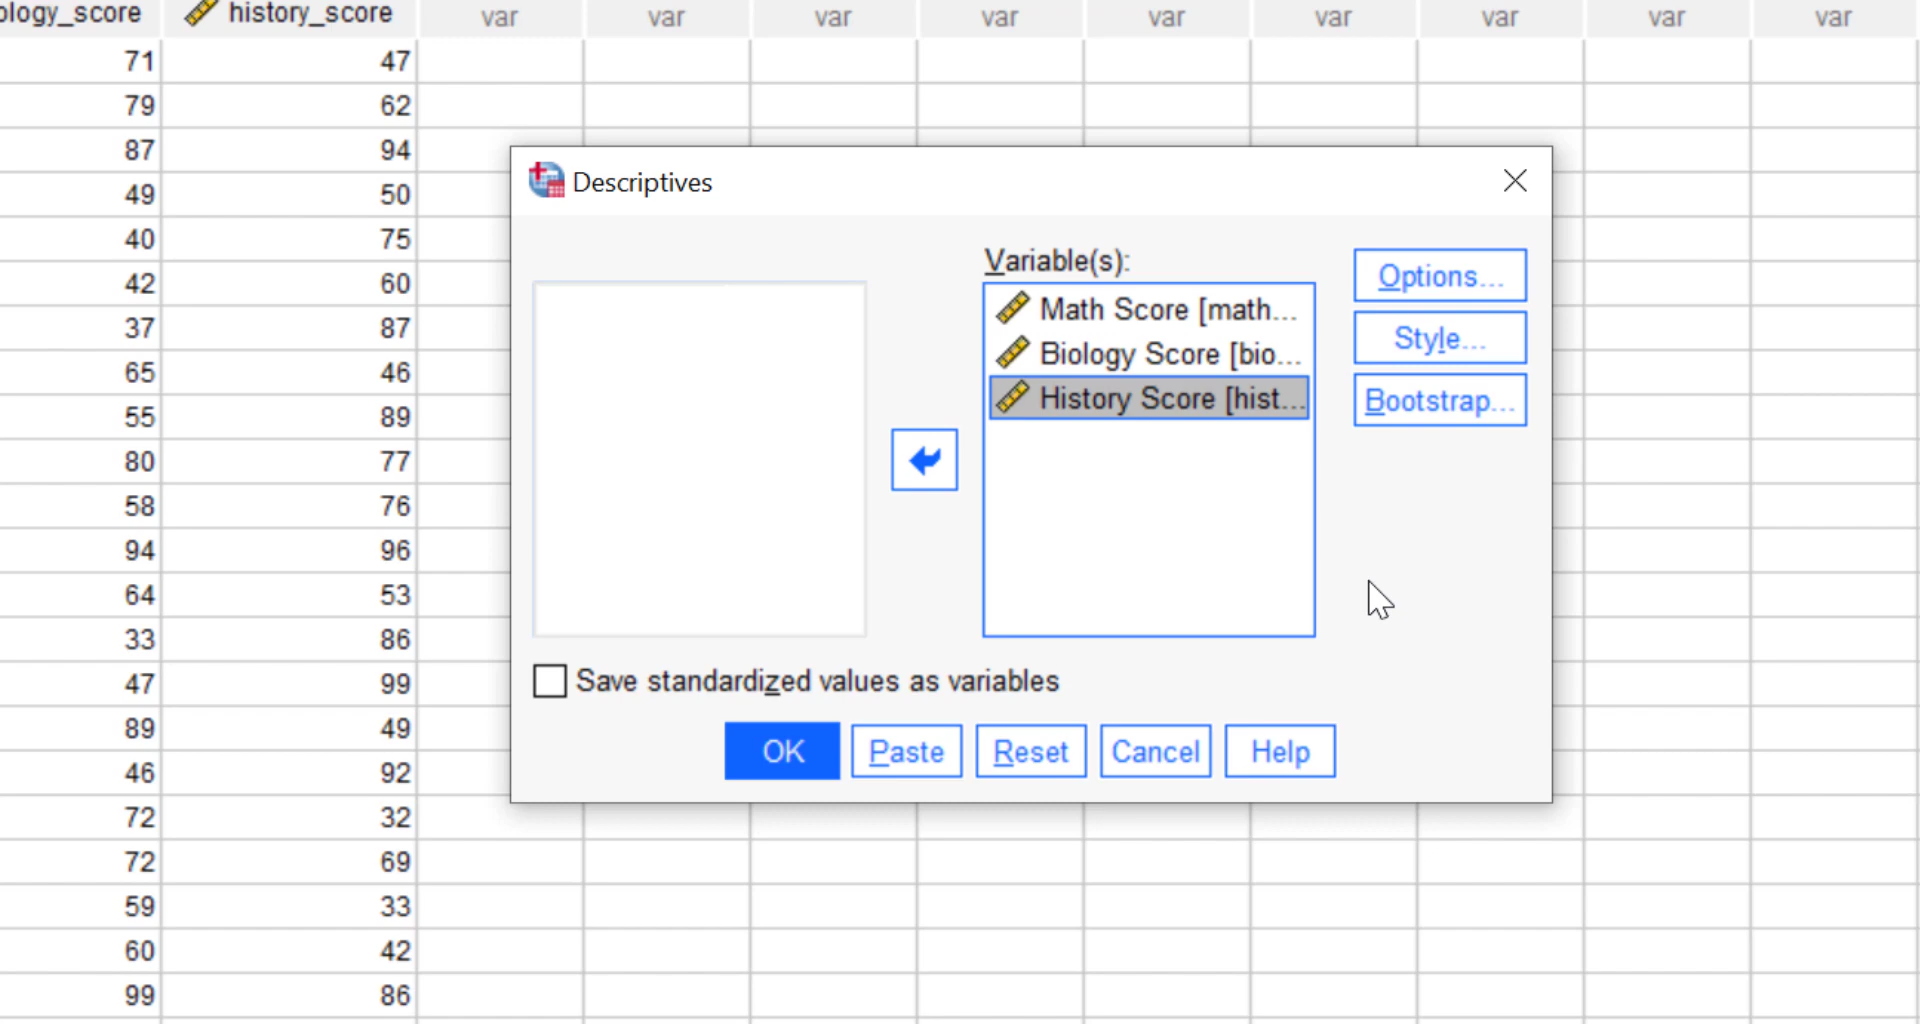 ology_score history_score var var var var var var var var var
71 47
79 62
87 94
49 50
40 75
42 60
37 87
65 46
55 89
80 77
58 76
94 96
64 53
33 86
47 99
89 49
46 92
72 32
72 69
59 33
60 42
99 86
Descriptives
Variable(s):
Math Score [math...
Biology Score [bio...
History Score [hist...
Options...
Style...
Bootstrap...
Save standardized values as variables
OK Paste Reset Cancel Help